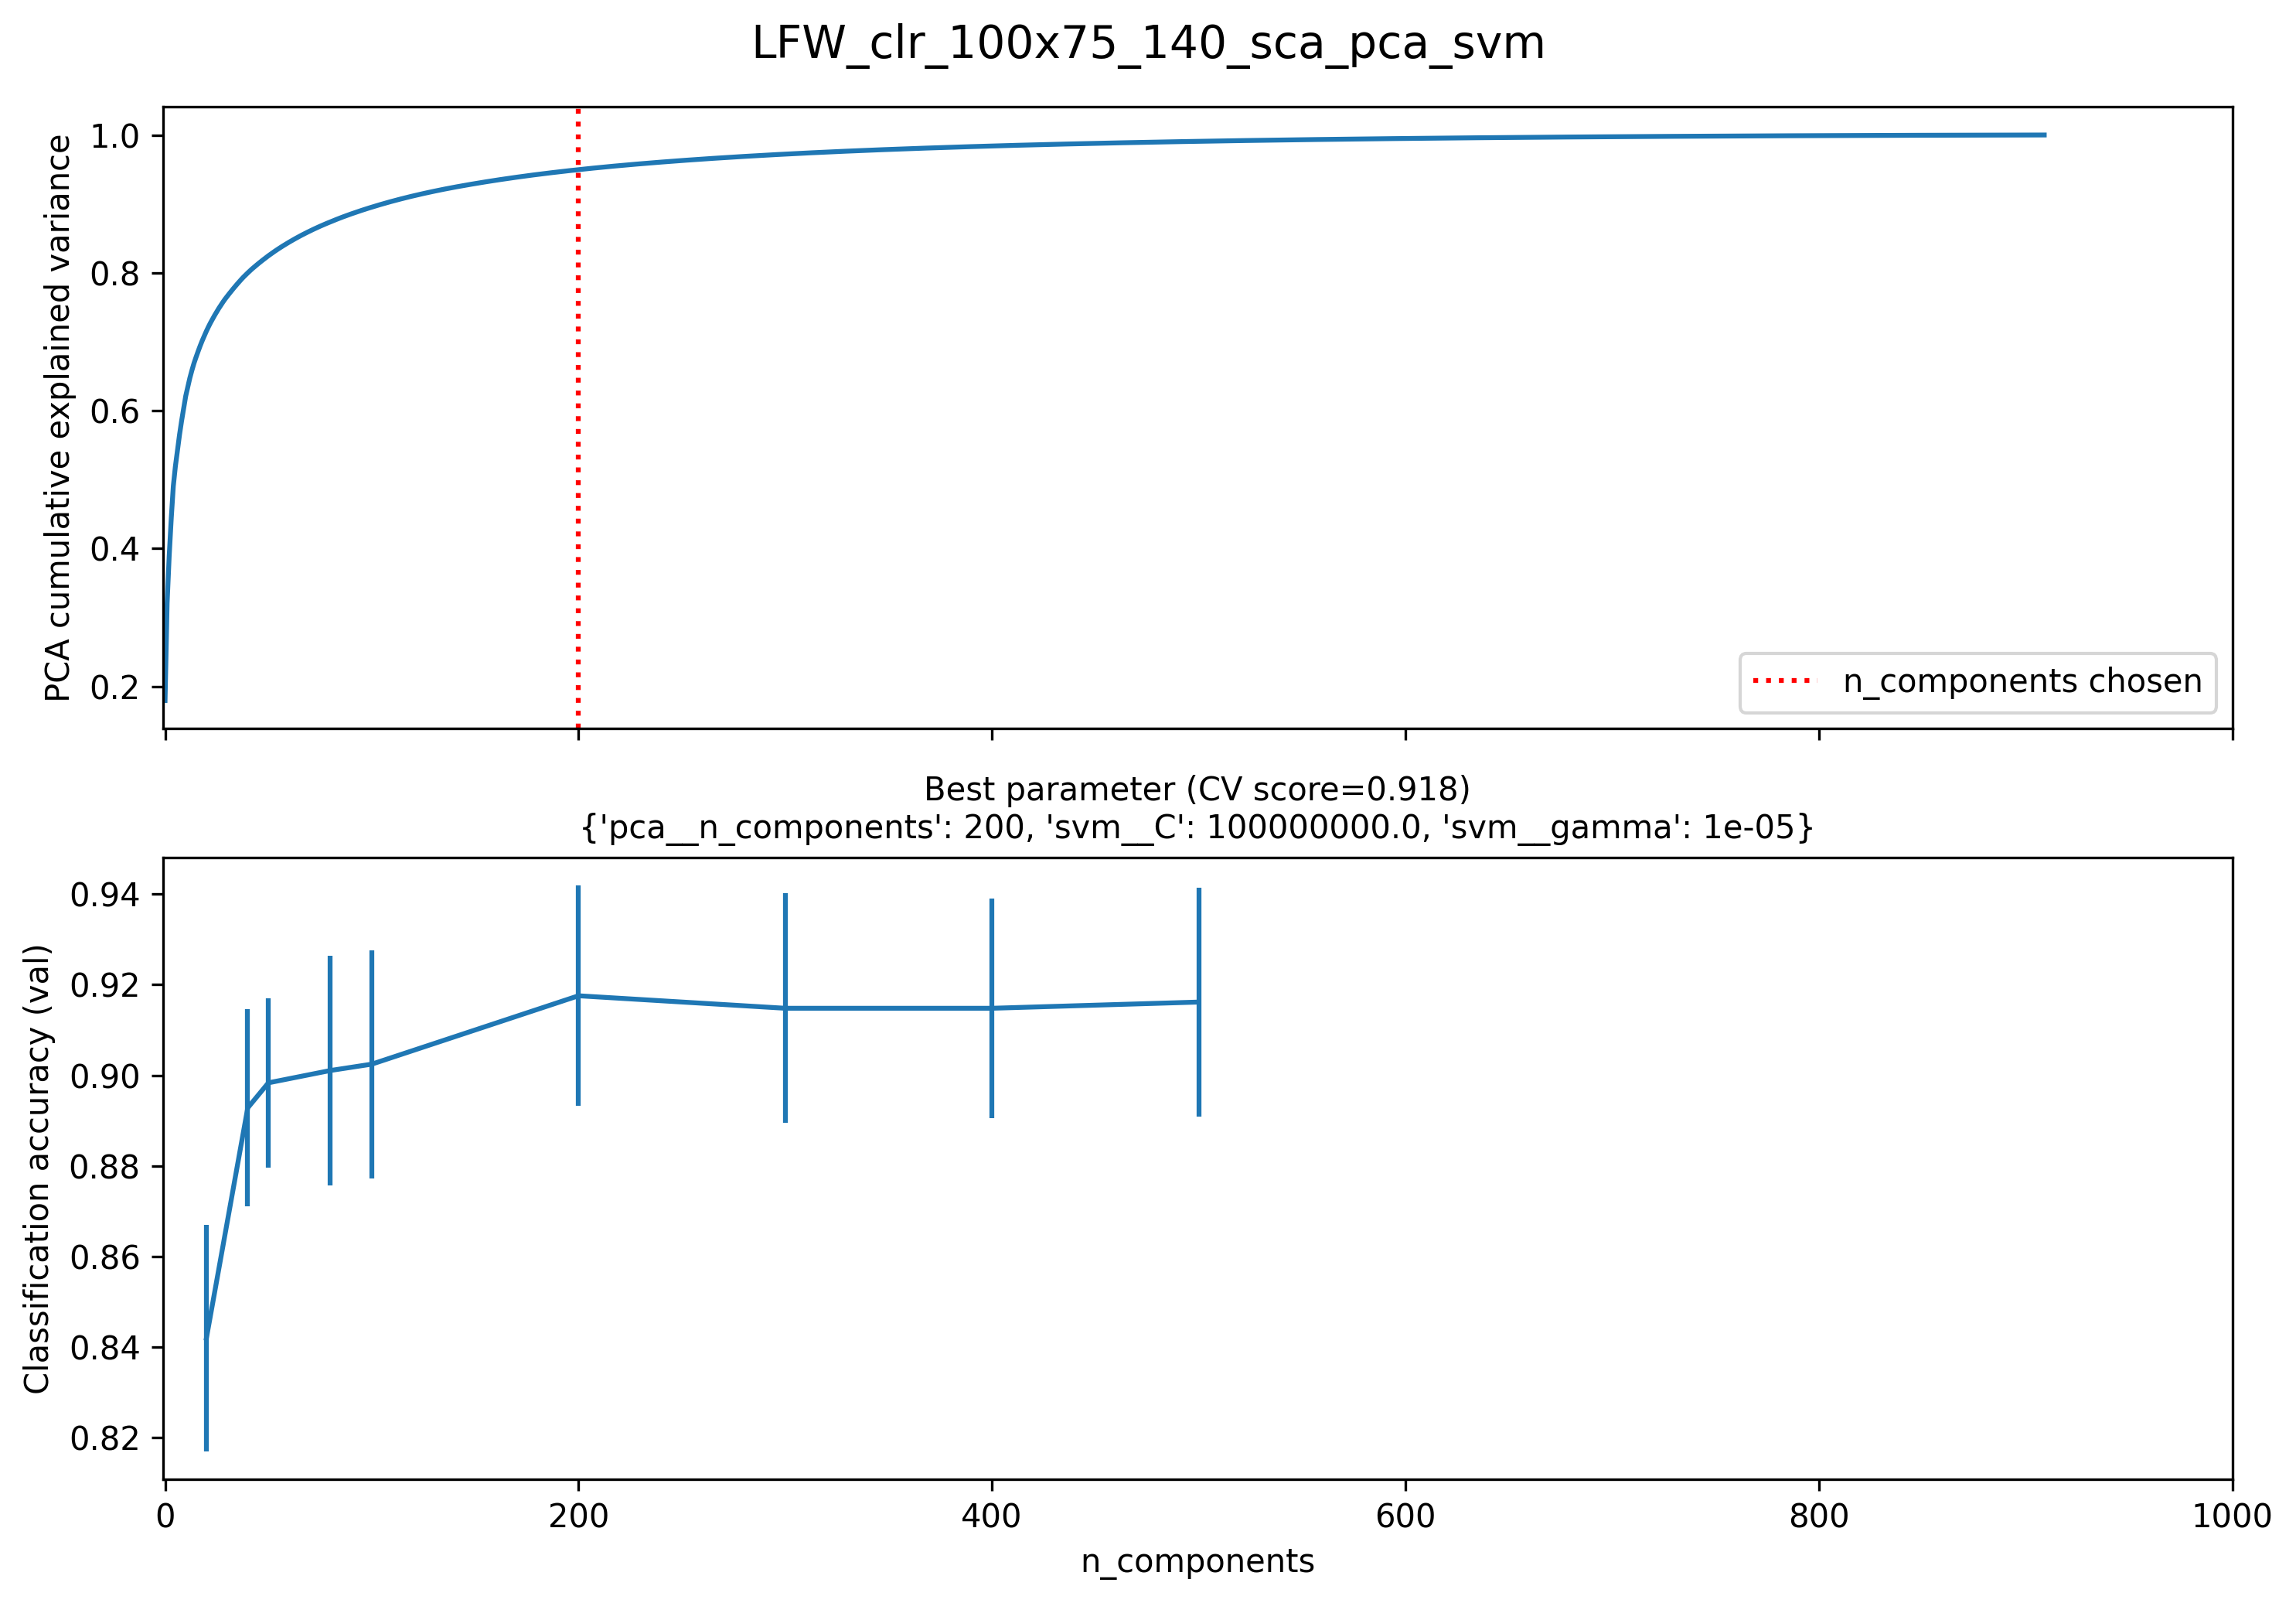 LFW_clr_100x75_140_sca_pca_svm
PCA cumulative explained variance
1.0
0.8
0.6
0.4
0.2
n_components chosen
Best parameter (CV score=0.918)
{'pca__n_components': 200, 'svm__C': 100000000.0, 'svm__gamma': 1e-05}
Classification accuracy (val)
0.94
0.92
0.90
0.88
0.86
0.84
0.82
0 200 400 600 800 1000
n_components